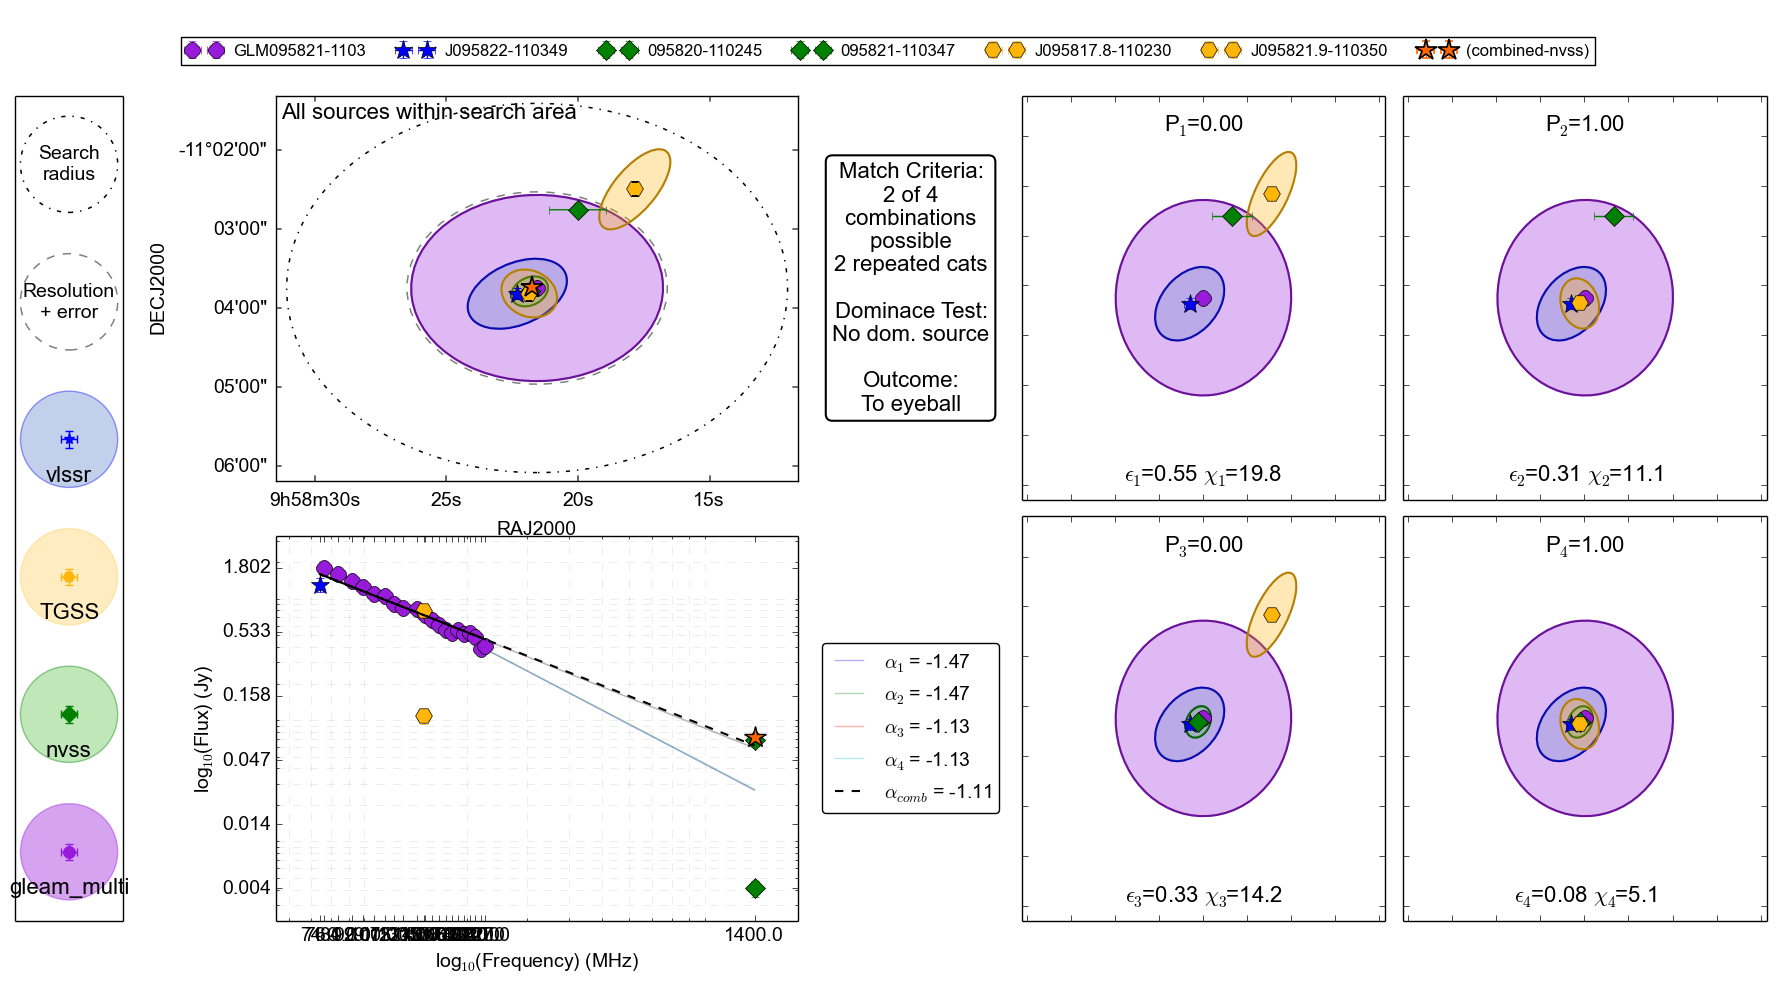 GLM095821-1103 J095822-110349 095820-110245 095821-110347 J095817.8-110230 J095821.9-110350 (combined-nvss)
Search
radius
Resolution
+ error
vlssr
TGSS
nvss
gleam_multi
All sources within search area
DECJ2000
-11°02'00"
03'00"
04'00"
05'00"
06'00"
9h58m30s 25s 20s 15s
RAJ2000
Match Criteria:
2 of 4
combinations
possible
2 repeated cats
Dominace Test:
No dom. source
Outcome:
To eyeball
P1=0.00
ϵ1=0.55 χ1=19.8
P2=1.00
ϵ2=0.31 χ2=11.1
log10(Flux) (Jy)
1.802
0.533
0.158
0.047
0.014
0.004
1400.0
log10(Frequency) (MHz)
α1 = -1.47
α2 = -1.47
α3 = -1.13
α4 = -1.13
αcomb = -1.11
P3=0.00
ϵ3=0.33 χ3=14.2
P4=1.00
ϵ4=0.08 χ4=5.1